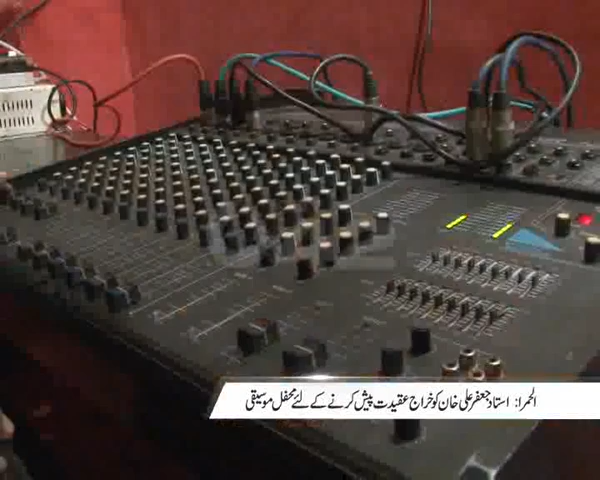 الحمرا: استاد جعفر علی خان کو خراج عقیدت پیش کرنے کے لئے محفل موسیقی